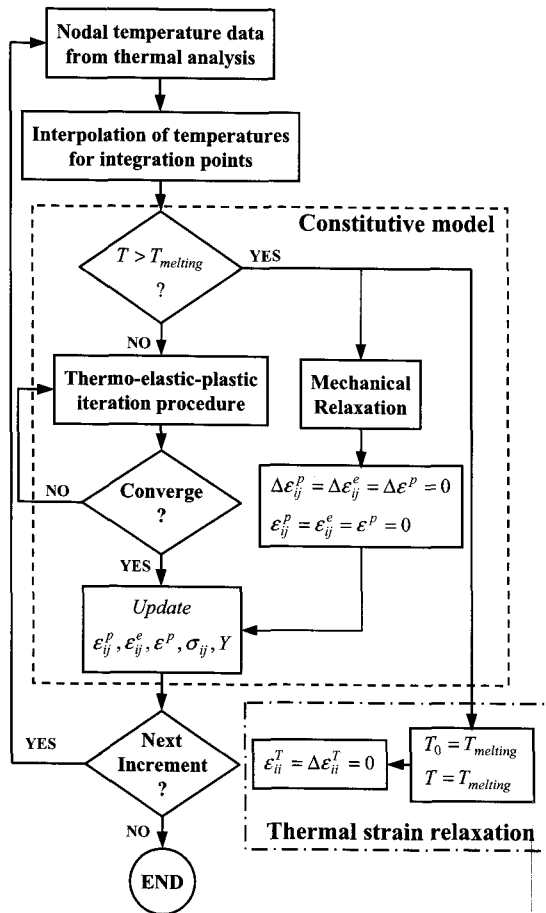 Nodal temperature data
from thermal analysis
Interpolation of temperatures
for integration points
Constitutive model
T > T_melting
?
YES
NO
Thermo-elastic-plastic
iteration procedure
Mechanical
Relaxation
NO
Converge
?
Δε_ij^p = Δε_ij^e = Δε^p = 0
ε_ij^p = ε_ij^e = ε^p = 0
YES
Update
ε_ij^p, ε_ij^e, ε^p, σ_ij, Y
YES
Next
Increment
?
ε_ii^T = Δε_ii^T = 0
T_0 = T_melting
T = T_melting
Thermal strain relaxation
NO
END